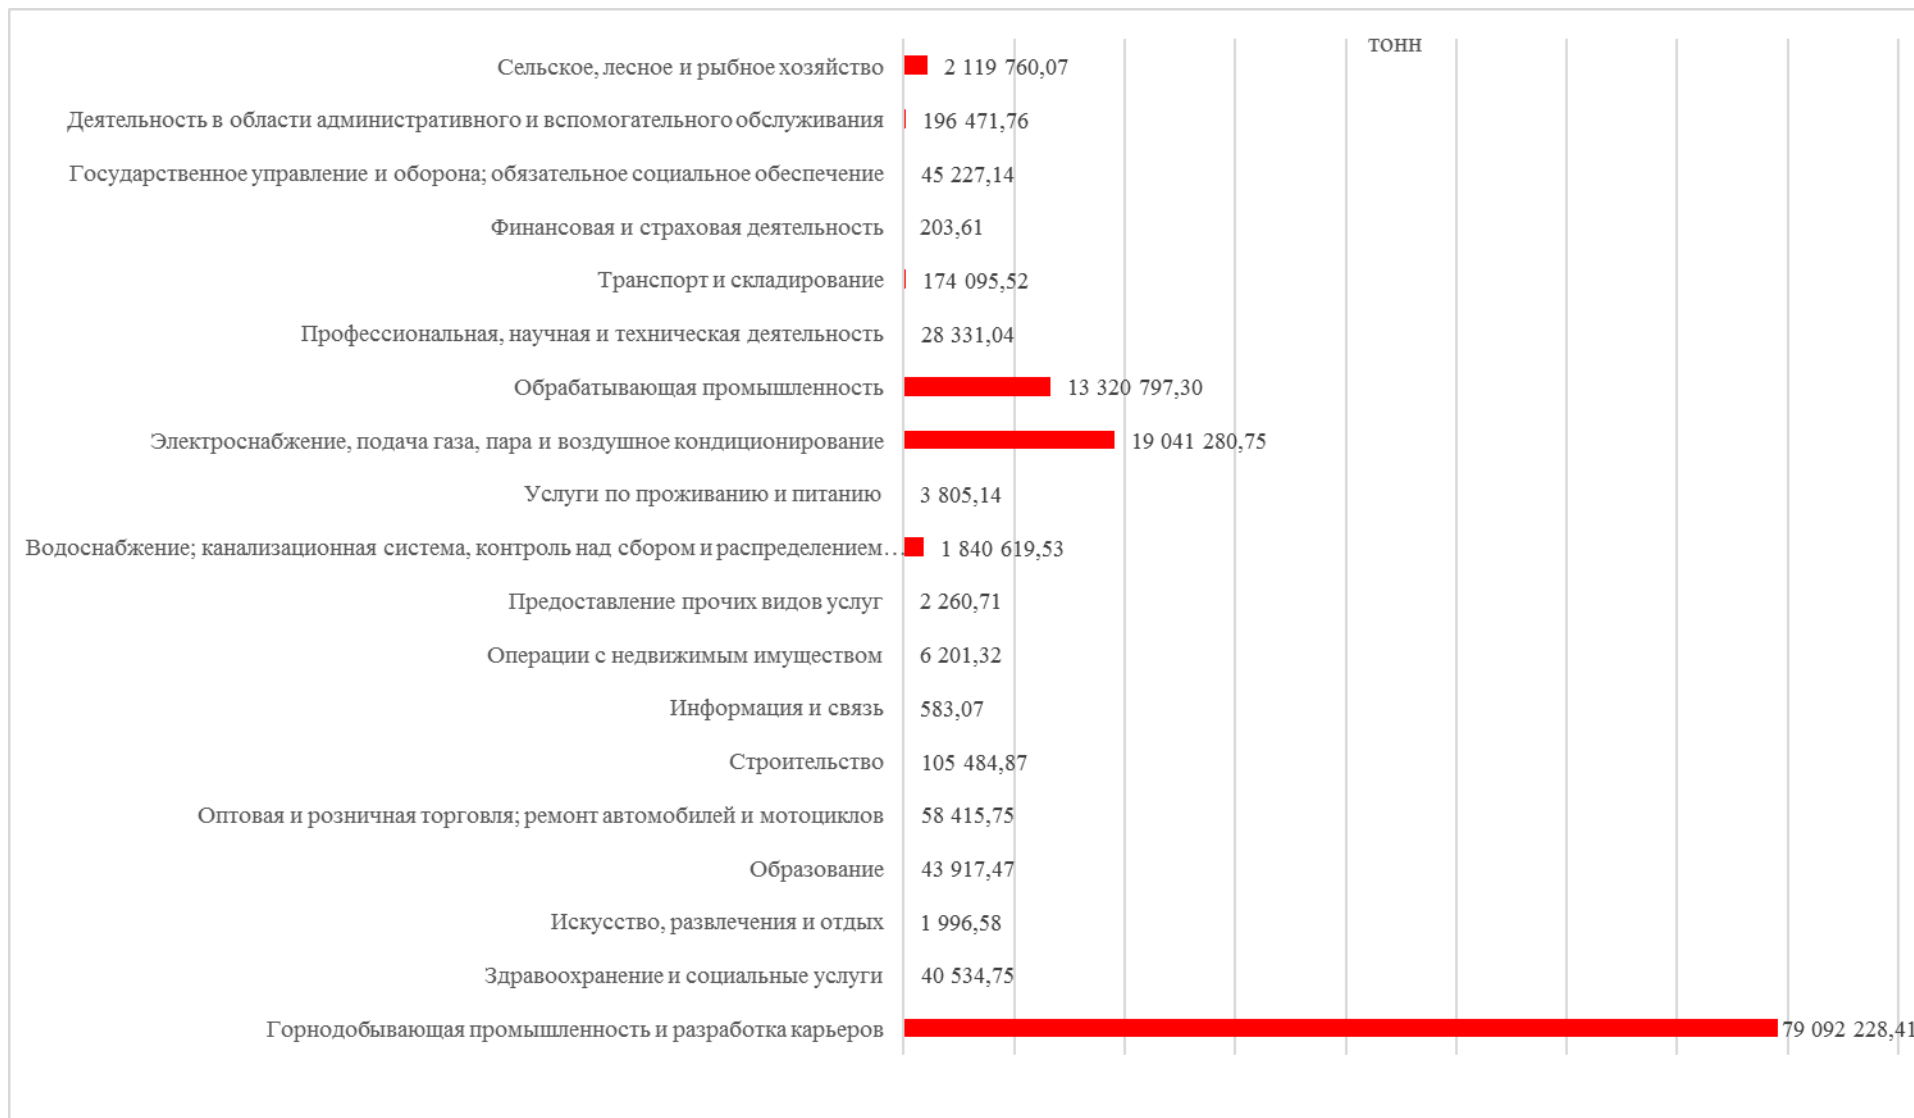 тонн
Сельское, лесное и рыбное хозяйство 2 119 760,07
Деятельность в области административного и вспомогательного обслуживания 196 471,76
Государственное управление и оборона; обязательное социальное обеспечение 45 227,14
Финансовая и страховая деятельность 203,61
Транспорт и складирование 174 095,52
Профессиональная, научная и техническая деятельность 28 331,04
Обрабатывающая промышленность 13 320 797,30
Электроснабжение, подача газа, пара и воздушное кондиционирование 19 041 280,75
Услуги по проживанию и питанию 3 805,14
Водоснабжение; канализационная система, контроль над сбором и распределением… 1 840 619,53
Предоставление прочих видов услуг 2 260,71
Операции с недвижимым имуществом 6 201,32
Информация и связь 583,07
Строительство 105 484,87
Оптовая и розничная торговля; ремонт автомобилей и мотоциклов 58 415,75
Образование 43 917,47
Искусство, развлечения и отдых 1 996,58
Здравоохранение и социальные услуги 40 534,75
Горнодобывающая промышленность и разработка карьеров 79 092 228,41